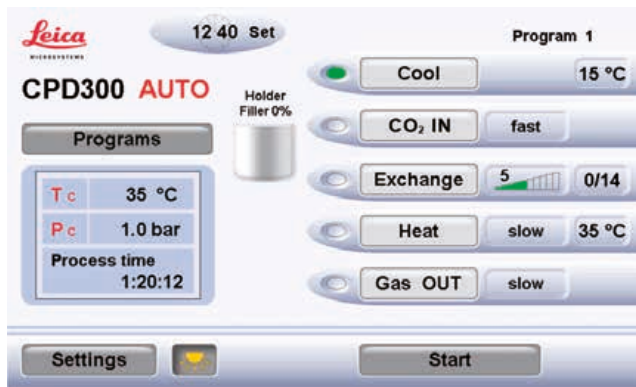 Leica
MICROSYSTEMS
12 40 Set
Program 1
CPD300 AUTO
Programs
Holder
Filler 0%
Tc 35 °C
Pc 1.0 bar
Process time
1:20:12
Cool 15 °C
CO₂ IN fast
Exchange 5 0/14
Heat slow 35 °C
Gas OUT slow
Settings
Start